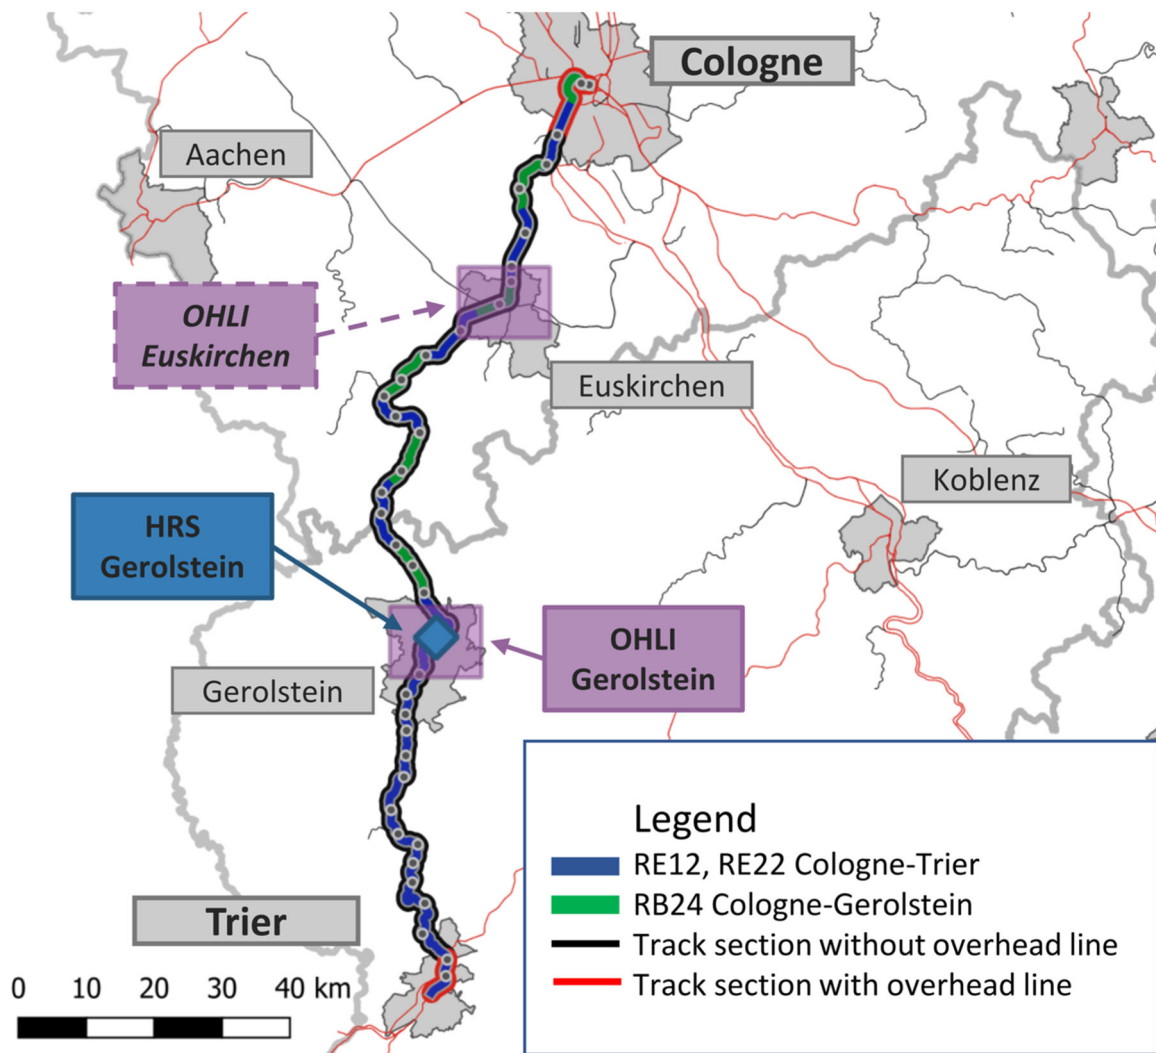 Cologne
Aachen
OHLI
Euskirchen
Euskirchen
Koblenz
HRS
Gerolstein
OHLI
Gerolstein
Gerolstein
Trier
0 10 20 30 40 km
Legend
RE12, RE22 Cologne-Trier
RB24 Cologne-Gerolstein
Track section without overhead line
Track section with overhead line